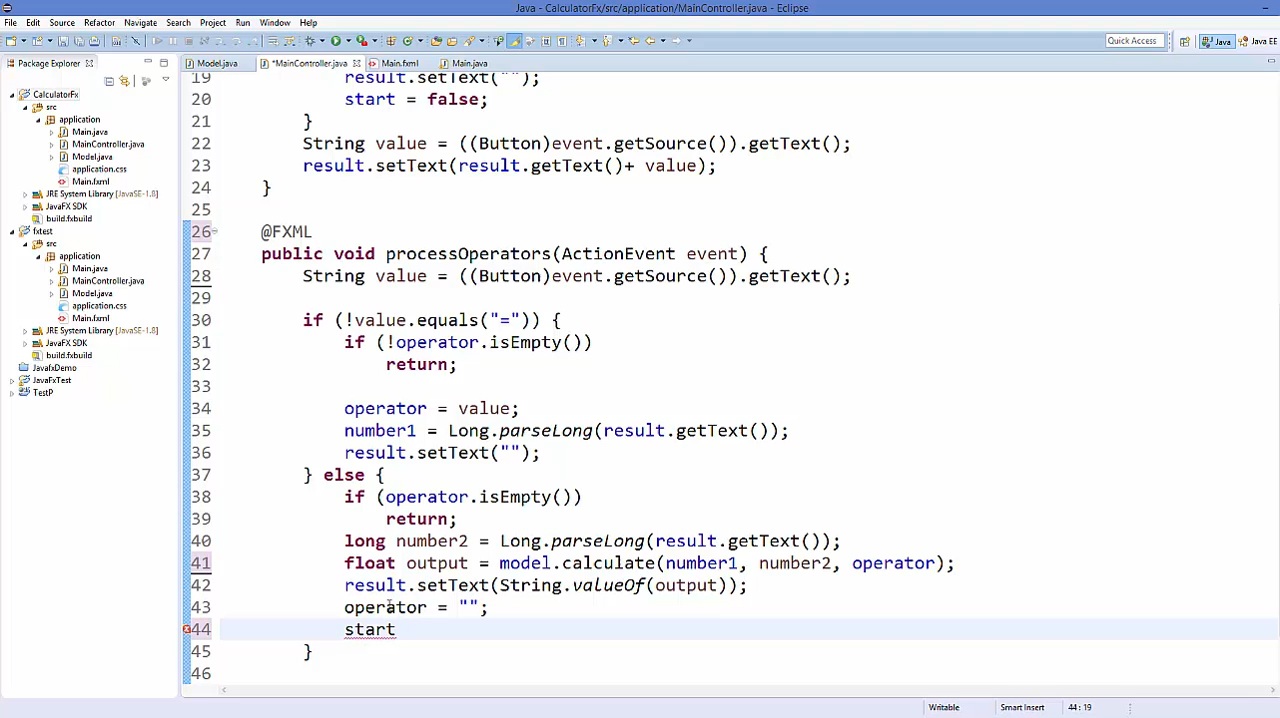 Java - CalculatorFx/src/application/MainController.java - Eclipse
File Edit Source Refactor Navigate Search Project Run Window Help
Quick Access Java Java EE
Package Explorer Model.java *MainController.java Main.fxml Main.java
CalculatorFx
src
application
Main.java
MainController.java
Model.java
application.css
Main.fxml
JRE System Library [JavaSE-1.8]
JavaFX SDK
build.fxbuild
fxtest
src
application
Main.java
MainController.java
Model.java
application.css
Main.fxml
JRE System Library [JavaSE-1.8]
JavaFX SDK
build.fxbuild
JavafxDemo
JavaFxTest
TestP
19 result.setText("");
20 start = false;
21 }
22 String value = ((Button)event.getSource()).getText();
23 result.setText(result.getText()+ value);
24 }
25
26 @FXML
27 public void processOperators(ActionEvent event) {
28 String value = ((Button)event.getSource()).getText();
29
30 if (!value.equals("=")) {
31 if (!operator.isEmpty())
32 return;
33
34 operator = value;
35 number1 = Long.parseLong(result.getText());
36 result.setText("");
37 } else {
38 if (operator.isEmpty())
39 return;
40 long number2 = Long.parseLong(result.getText());
41 float output = model.calculate(number1, number2, operator);
42 result.setText(String.valueOf(output));
43 operator = "";
44 start
45 }
46
Writable Smart Insert 44 : 19